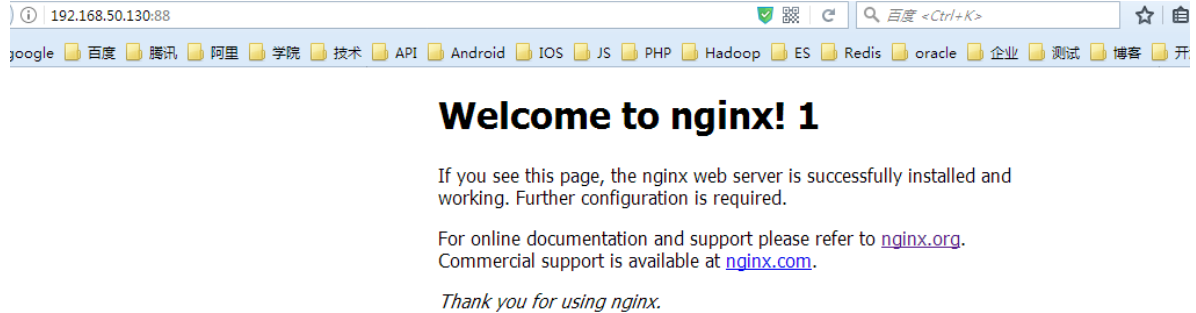 192.168.50.130:88 百度 <Ctrl+K>
google 百度 腾讯 阿里 学院 技术 API Android IOS JS PHP Hadoop ES Redis oracle 企业 测试 博客 开
Welcome to nginx! 1
If you see this page, the nginx web server is successfully installed and
working. Further configuration is required.
For online documentation and support please refer to nginx.org.
Commercial support is available at nginx.com.
Thank you for using nginx.